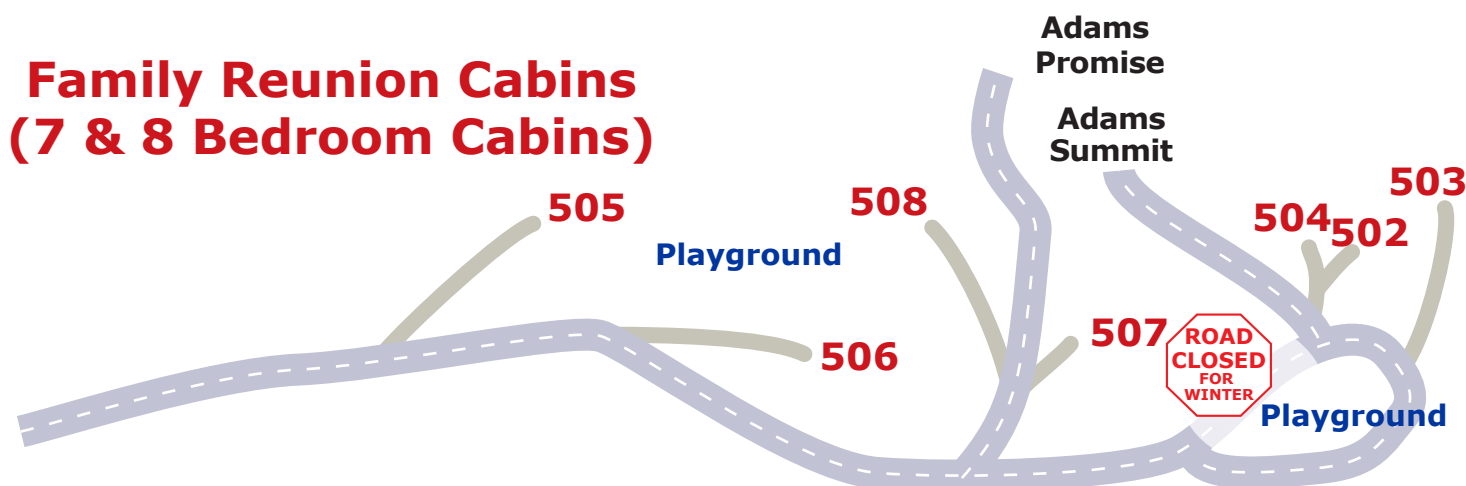 Adams
Promise
Family Reunion Cabins
(7 & 8 Bedroom Cabins)
Adams
Summit
505
508
504
502
503
Playground
506
507
ROAD
CLOSED
FOR
WINTER
Playground